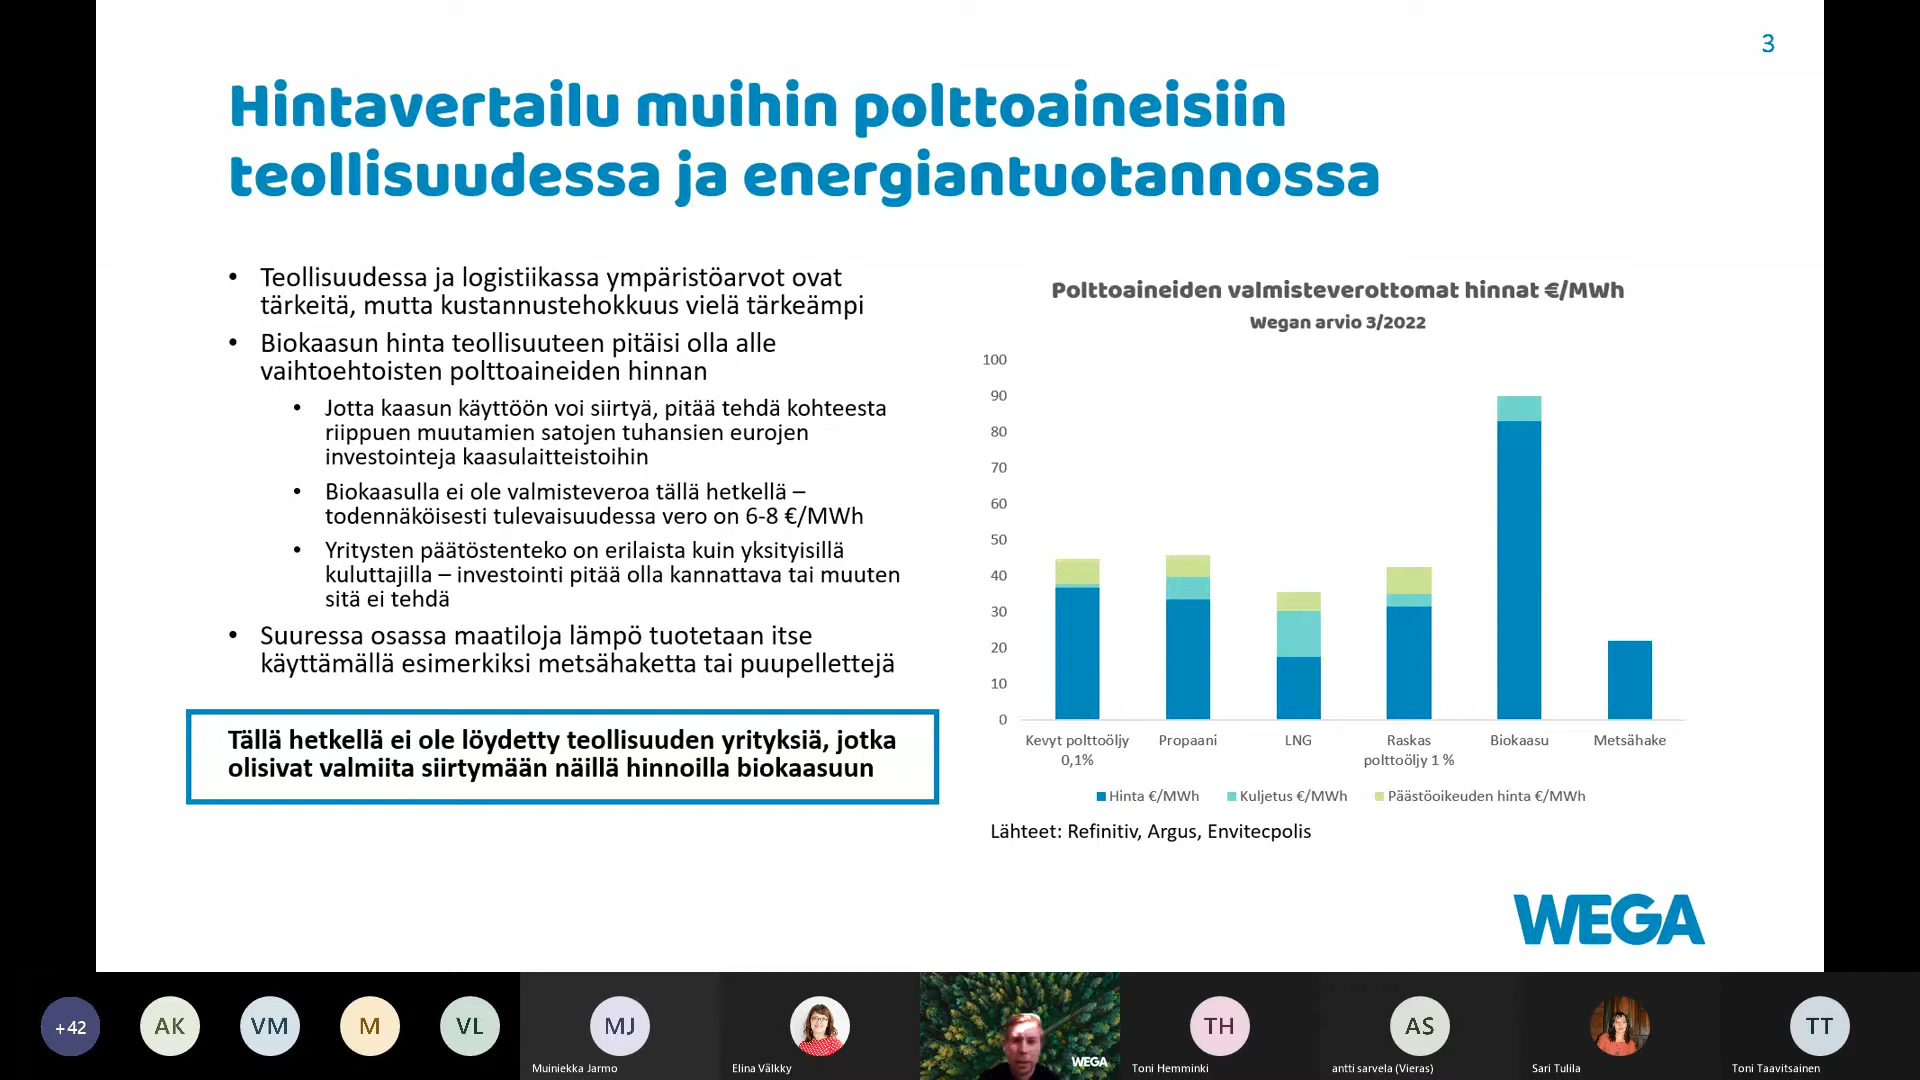 3
Hintavertailu muihin polttoaineisiin
teollisuudessa ja energiantuotannossa
• Teollisuudessa ja logistiikassa ympäristöarvot ovat
tärkeitä, mutta kustannustehokkuus vielä tärkeämpi
• Biokaasun hinta teollisuuteen pitäisi olla alle
vaihtoehtoisten polttoaineiden hinnan
• Jotta kaasun käyttöön voi siirtyä, pitää tehdä kohteesta
riippuen muutamien satojen tuhansien eurojen
investointeja kaasulaitteistoihin
• Biokaasulla ei ole valmisteveroa tällä hetkellä –
todennäköisesti tulevaisuudessa vero on 6-8 €/MWh
• Yritysten päätöstenteko on erilaista kuin yksityisillä
kuluttajilla – investointi pitää olla kannattava tai muuten
sitä ei tehdä
• Suuressa osassa maatiloja lämpö tuotetaan itse
käyttämällä esimerkiksi metsähaketta tai puupellettejä
Tällä hetkellä ei ole löydetty teollisuuden yrityksiä, jotka
olisivat valmiita siirtymään näillä hinnoilla biokaasuun
Polttoaineiden valmisteverottomat hinnat €/MWh
Wegan arvio 3/2022
100
90
80
70
60
50
40
30
20
10
0
Kevyt polttoöljy
0,1%
Propaani
LNG
Raskas
polttoöljy 1 %
Biokaasu
Metsähake
Hinta €/MWh
Kuljetus €/MWh
Päästöoikeuden hinta €/MWh
Lähteet: Refinitiv, Argus, Envitecpolis
WEGA
+42
AK
VM
M
VL
MJ
Muiniekka Jarmo
Elina Välkky
WEGA
TH
Toni Hemminki
AS
antti sarvela (Vieras)
Sari Tulila
TT
Toni Taavitsainen